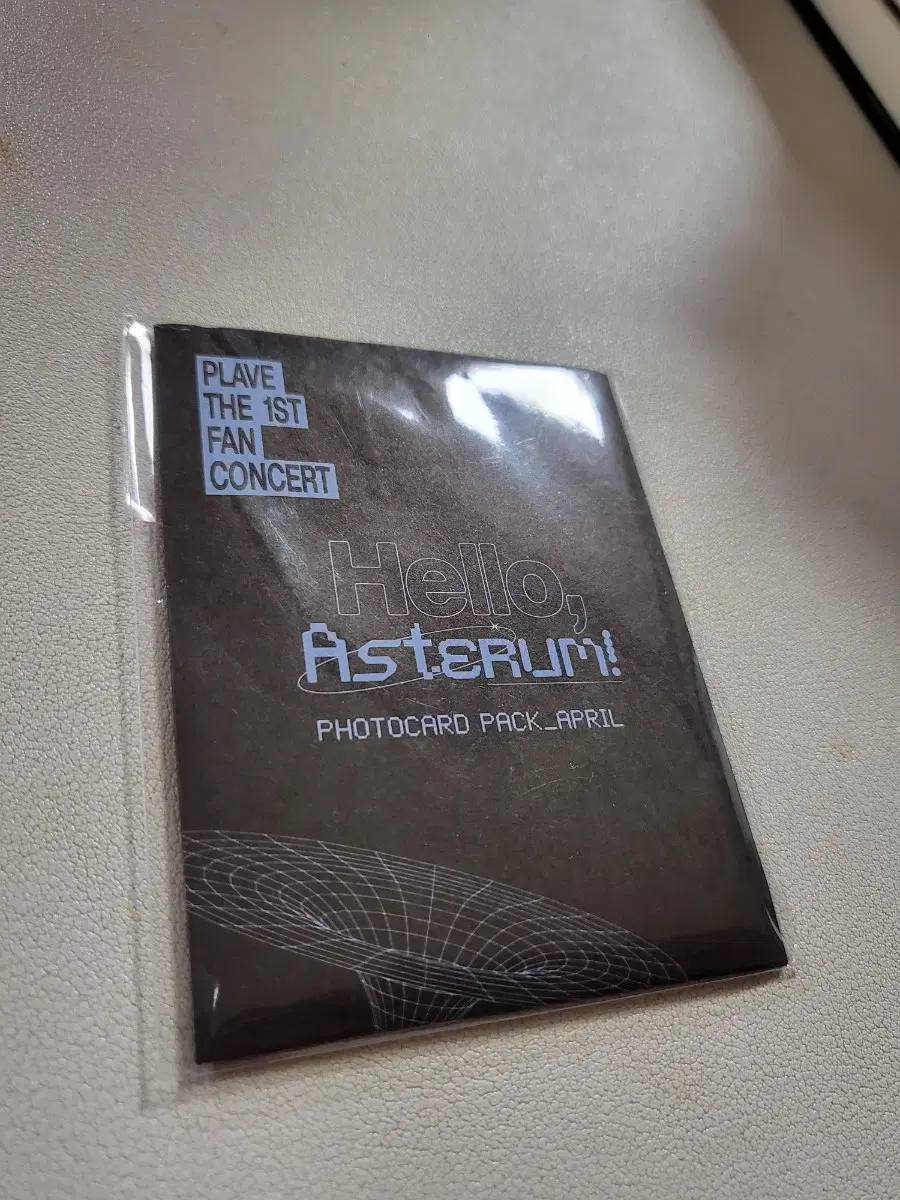 PLAVE
THE 1ST
FAN
CONCERT
Hello,
Asterum!
PHOTOCARD PACK_APRIL